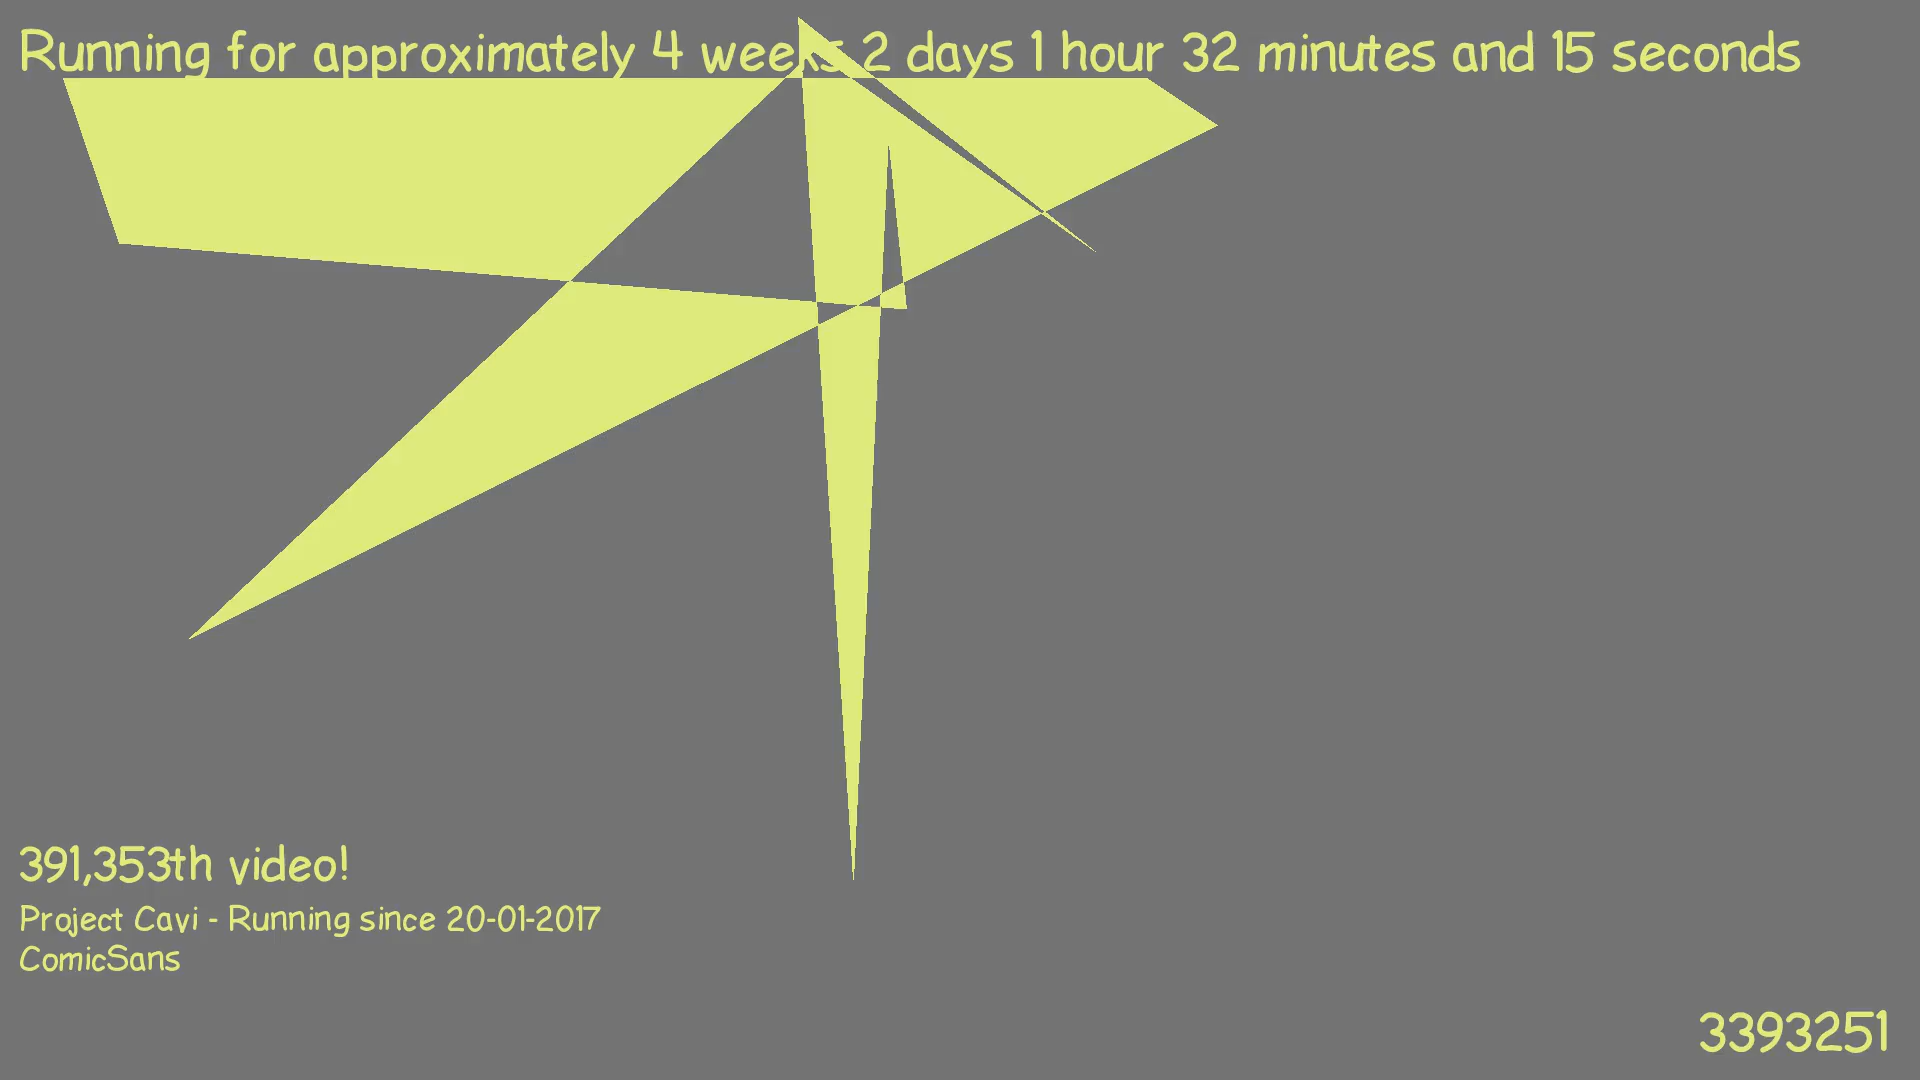 Running for approximately 4 weeks 2 days 1 hour 32 minutes and 15 seconds
391,353th video!
Project Cavi - Running since 20-01-2017
ComicSans
3393251